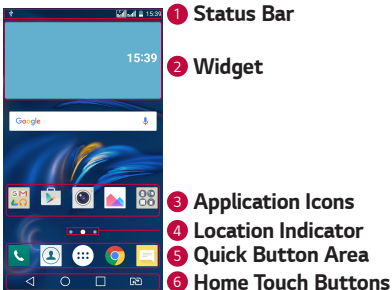 15:39
1 Status Bar
15:39
2 Widget
Google
3 Application Icons
4 Location Indicator
5 Quick Button Area
6 Home Touch Buttons